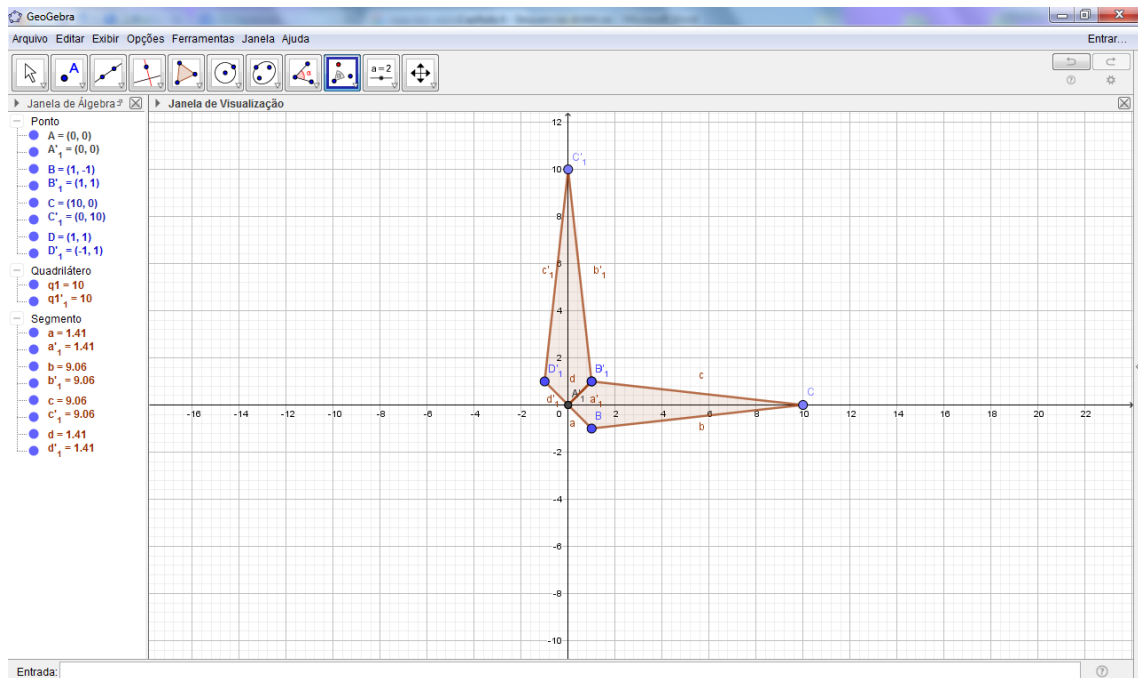 GeoGebra
Arquivo Editar Exibir Opções Ferramentas Janela Ajuda
Entrar...
A
α
a=2
Janela de Álgebra
Janela de Visualização
Ponto
A = (0, 0)
A'1 = (0, 0)
B = (1, -1)
B'1 = (1, 1)
C = (10, 0)
C'1 = (0, 10)
D = (1, 1)
D'1 = (-1, 1)
Quadrilátero
q1 = 10
q1'1 = 10
Segmento
a = 1.41
a'1 = 1.41
b = 9.06
b'1 = 9.06
c = 9.06
c'1 = 9.06
d = 1.41
d'1 = 1.41
12
C'1
10
8
c'1
6
b'1
4
2
D'1
d
B'1
c
C
d'1
A'1
a'1
-16 -14 -12 -10 -8 -6 -4 -2 0 2 4 6 8 10 12 14 16 18 20 22
B
a
b
-2
-4
-6
-8
-10
Entrada: